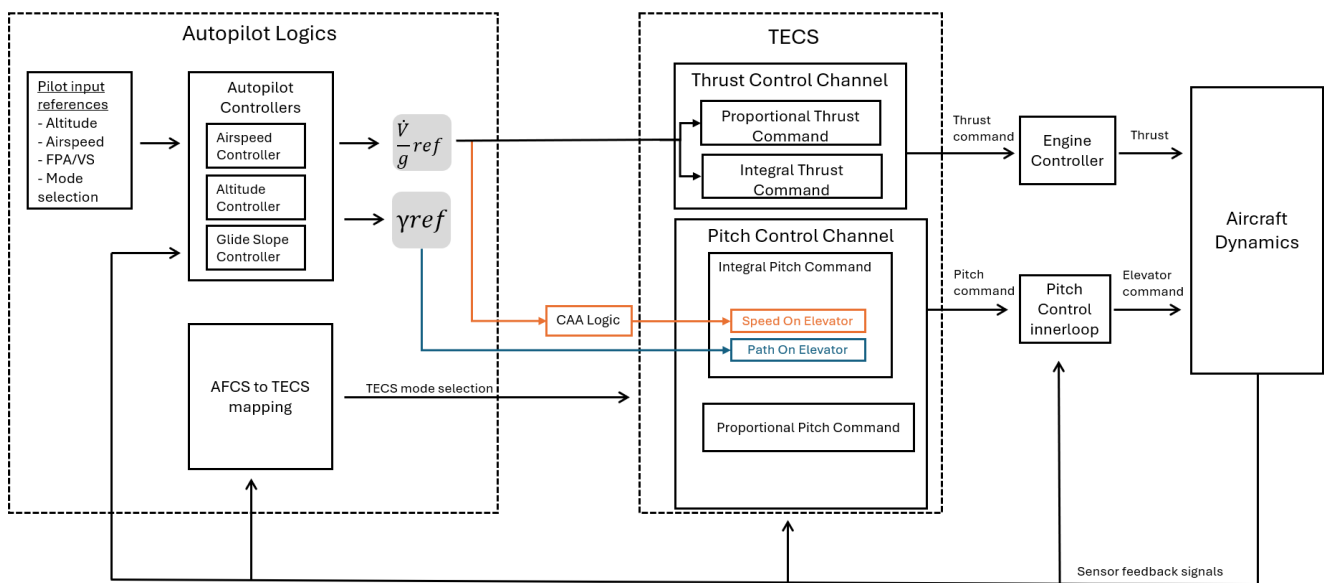 Autopilot Logics
Pilot input
references
- Altitude
- Airspeed
- FPA/VS
- Mode
selection
Autopilot
Controllers
Airspeed
Controller
Altitude
Controller
Glide Slope
Controller
V̇/g ref
γref
AFCS to TECS
mapping
TECS mode selection
CAA Logic
TECS
Thrust Control Channel
Proportional Thrust
Command
Integral Thrust
Command
Pitch Control Channel
Integral Pitch Command
Speed On Elevator
Path On Elevator
Proportional Pitch Command
Thrust
command
Engine
Controller
Thrust
Pitch
command
Pitch
Control
innerloop
Elevator
command
Aircraft
Dynamics
Sensor feedback signals